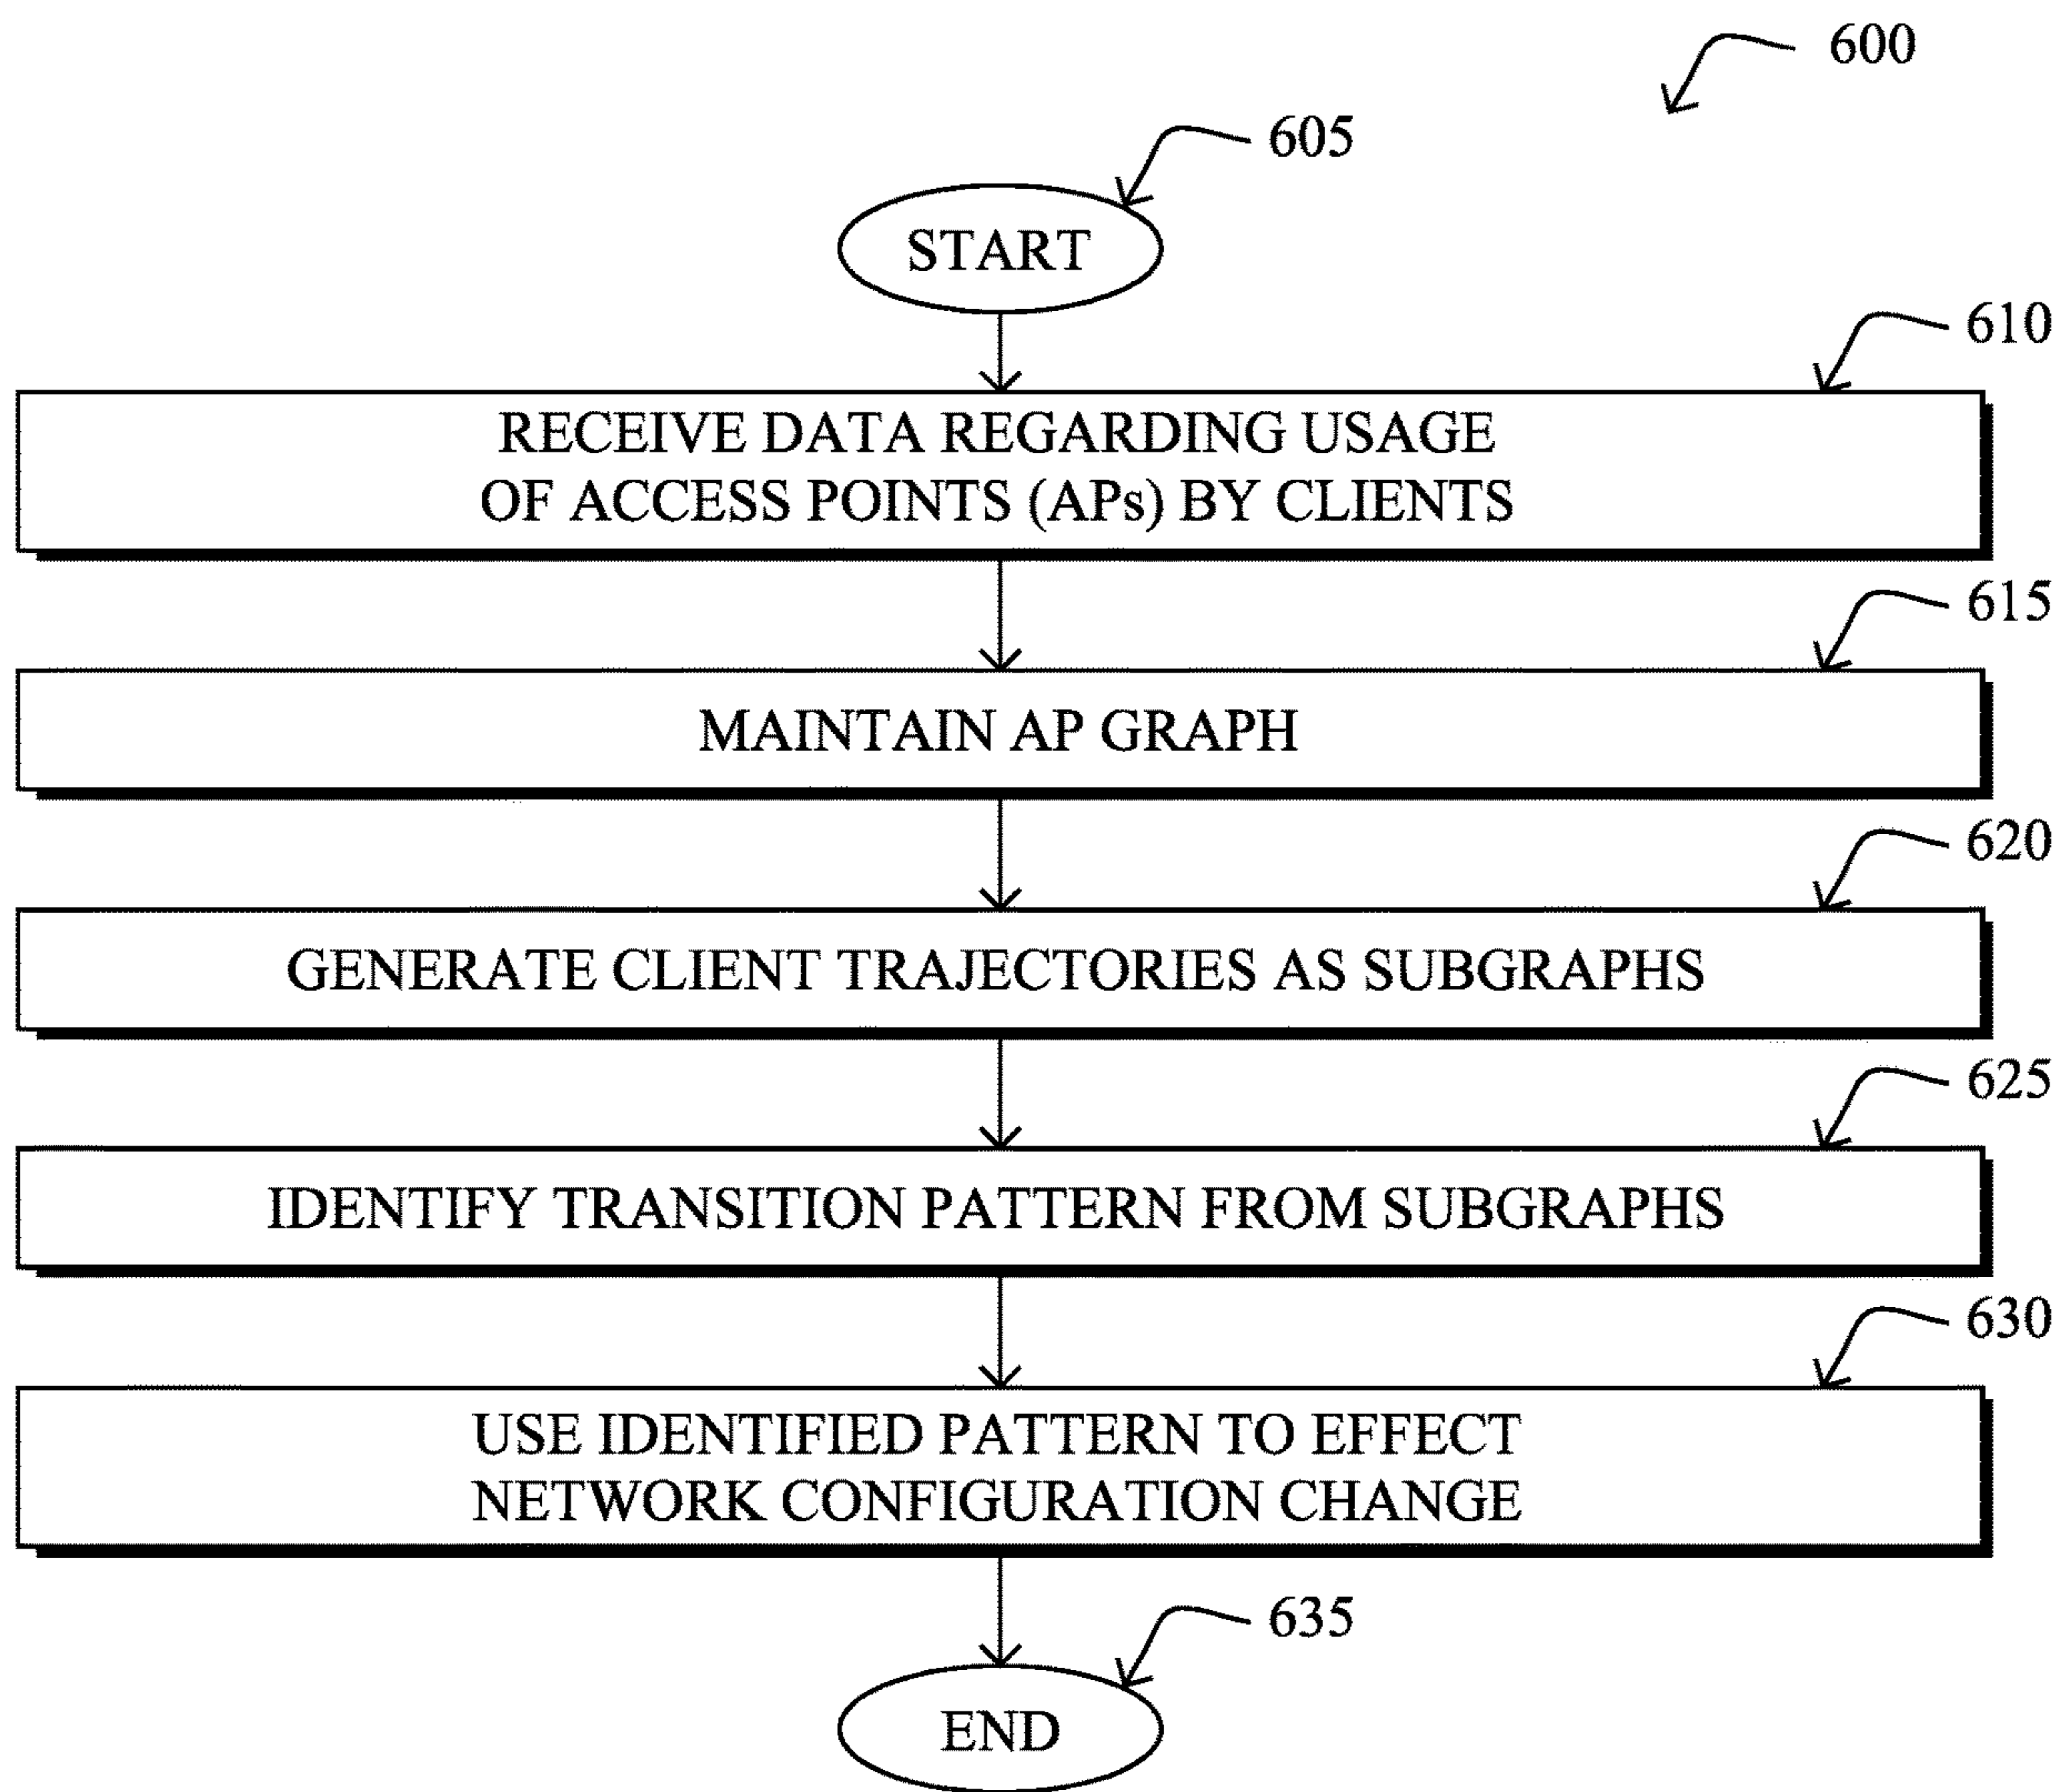 600
605
START
610
RECEIVE DATA REGARDING USAGE
OF ACCESS POINTS (APs) BY CLIENTS
615
MAINTAIN AP GRAPH
620
GENERATE CLIENT TRAJECTORIES AS SUBGRAPHS
625
IDENTIFY TRANSITION PATTERN FROM SUBGRAPHS
630
USE IDENTIFIED PATTERN TO EFFECT
NETWORK CONFIGURATION CHANGE
635
END